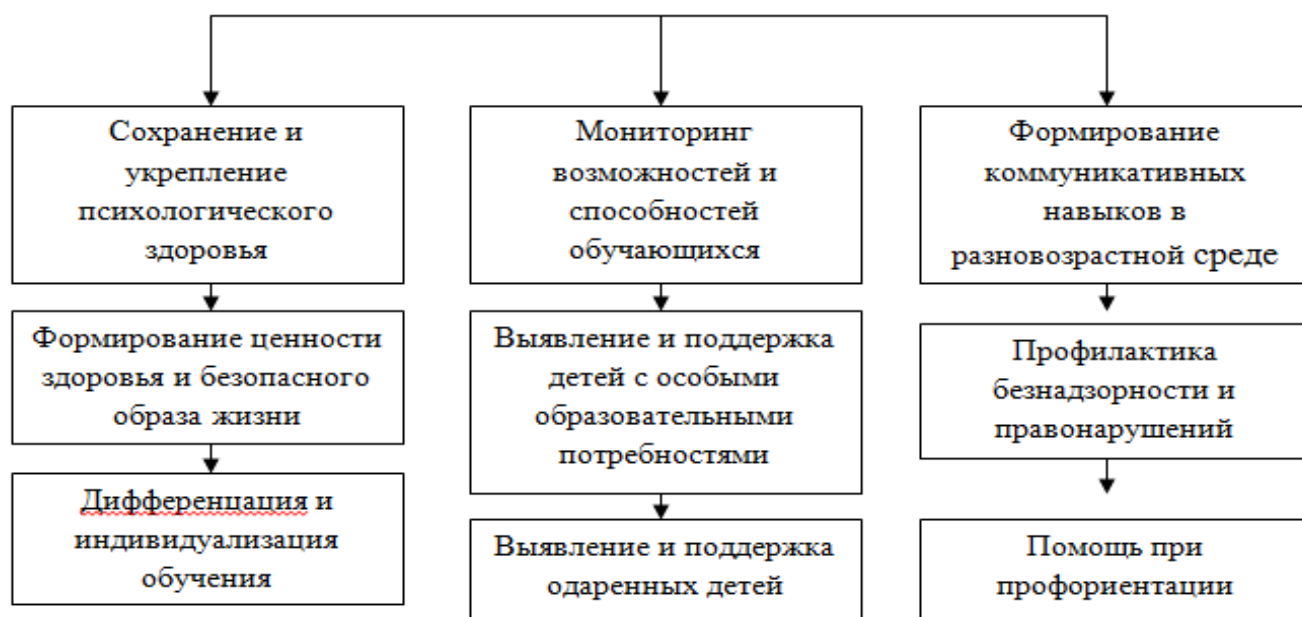 Сохранение и
укрепление
психологического
здоровья
Формирование ценности
здоровья и безопасного
образа жизни
Дифференцация и
индивидуализация
обучения
Мониторинг
возможностей и
способностей
обучающихся
Выявление и поддержка
детей с особыми
образовательными
потребностями
Выявление и поддержка
одаренных детей
Формирование
коммуникативных
навыков в
разновозрастной среде
Профилактика
безнадзорности и
правонарушений
Помощь при
профориентации